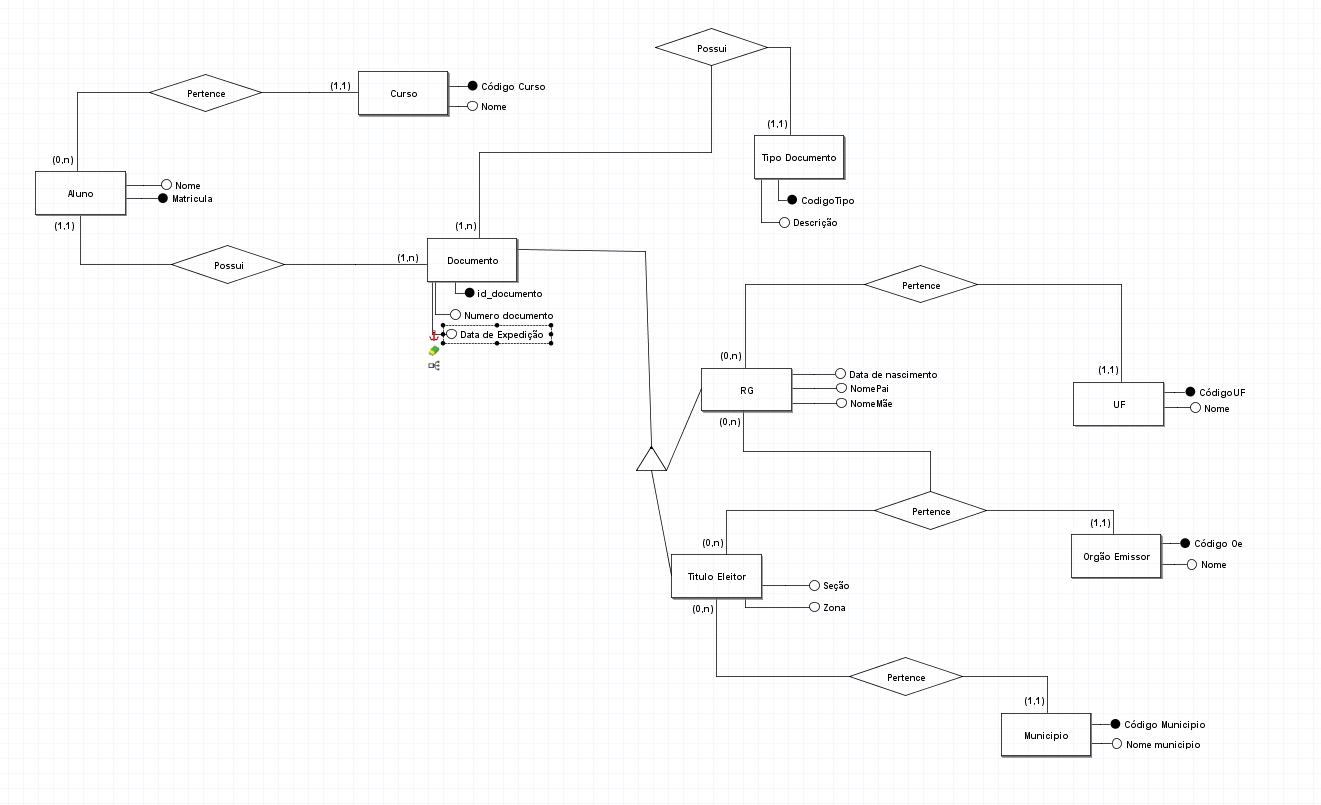 Possui
Pertence
(1,1)
Curso
Código Curso
Nome
(1,1)
Tipo Documento
CodigoTipo
Descrição
(0,n)
Aluno
Nome
Matricula
(1,1)
Possui
(1,n)
(1,n)
Documento
id_documento
Numero documento
Data de Expedição
Pertence
(0,n)
RG
Data de nascimento
NomePai
NomeMãe
(0,n)
(1,1)
UF
CódigoUF
Nome
Pertence
(1,1)
Orgão Emissor
Código Oe
Nome
(0,n)
Titulo Eleitor
Seção
Zona
(0,n)
Pertence
(1,1)
Municipio
Código Municipio
Nome municipio